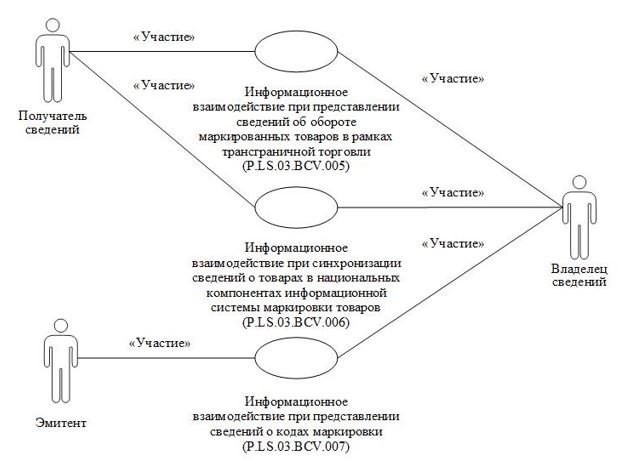 «Участие»
«Участие»
«Участие»
Получатель
сведений
Информационное
взаимодействие при представлении
сведений об обороте
маркированных товаров в рамках
трансграничной торговли
(P.LS.03.BCV.005)
«Участие»
«Участие»
Владелец
сведений
Информационное
взаимодействие при синхронизации
сведений о товарах в национальных
компонентах информационной
системы маркировки товаров
(P.LS.03.BCV.006)
«Участие»
Эмитент
Информационное
взаимодействие при представлении
сведений о кодах маркировки
(P.LS.03.BCV.007)